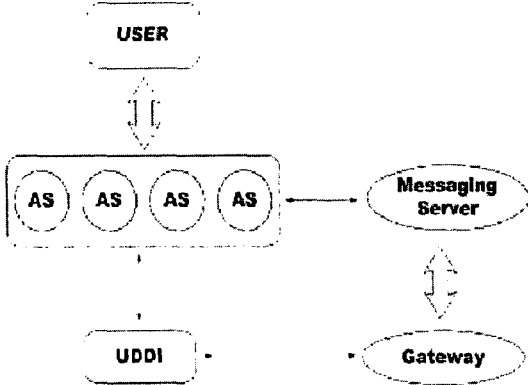 USER
AS AS AS AS
Messaging
Server
UDDI
Gateway